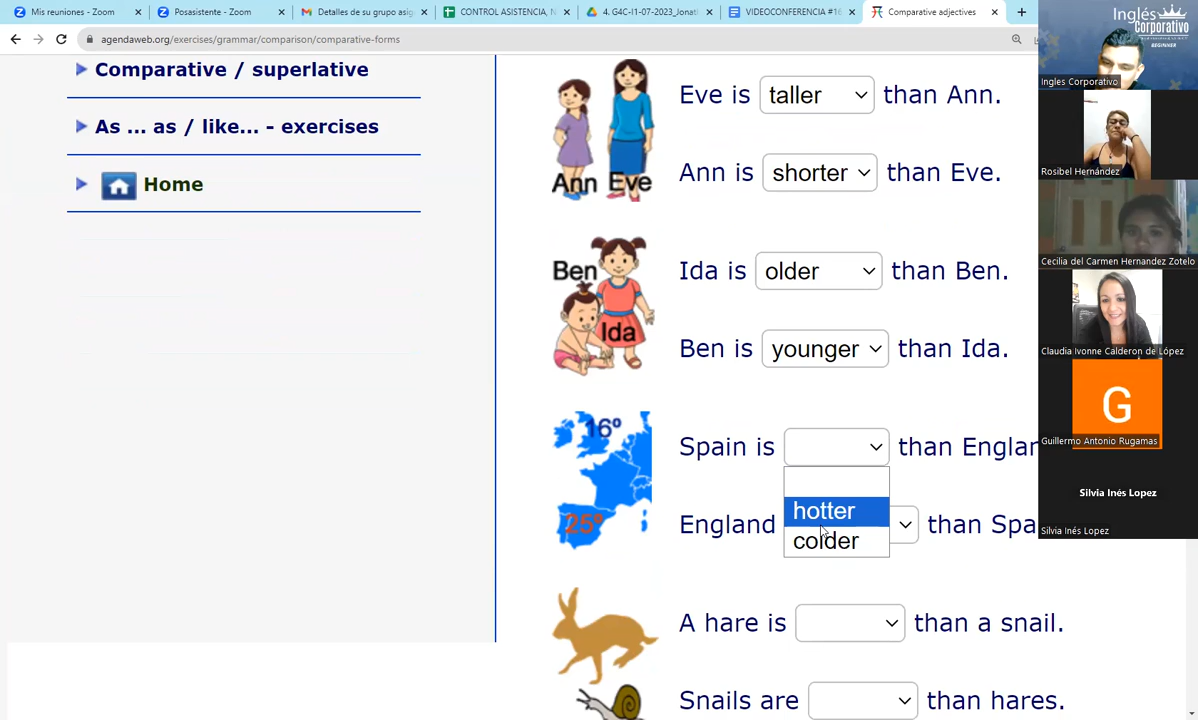 Mis reuniones - Zoom
Posasistente - Zoom
Detalles de su grupo asig
CONTROL ASISTENCIA, N
4. G4C-I1-07-2023_Jonat
VIDEOCONFERENCIA #16
Comparative adjectives
agendaweb.org/exercises/grammar/comparison/comparative-forms
Comparative / superlative
As ... as / like... - exercises
Home
Ann Eve
Eve is taller than Ann.
Ann is shorter than Eve.
Ben
Ida
Ida is older than Ben.
Ben is younger than Ida.
16º
25º
Spain is than Englan
hotter
colder
England than Spa
A hare is than a snail.
Snails are than hares.
Inglés
Corporativo
BEGINNER
Ingles Corporativo
Rosibel Hernández
Cecilia del Carmen Hernandez Zotelo
Claudia Ivonne Calderon de López
G
Guillermo Antonio Rugamas
Silvia Inés Lopez
Silvia Inés Lopez